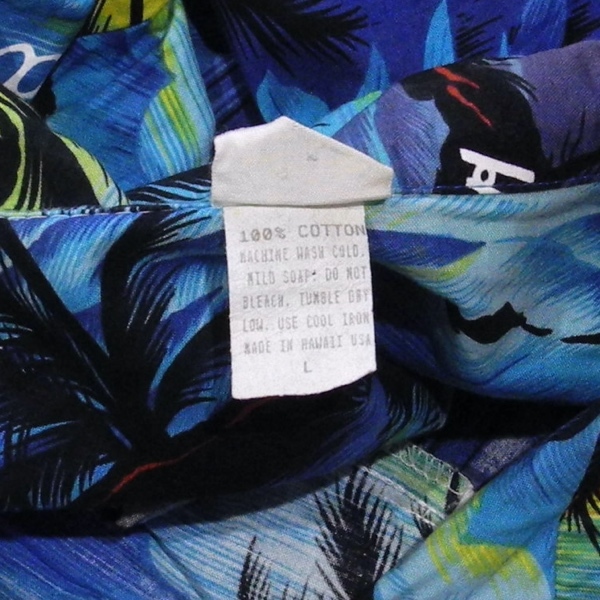 100% COTTON
MACHINE WASH COLD.
MILD SOAP. DO NOT
BLEACH. TUMBLE DRY
LOW. USE COOL IRON
MADE IN HAWAII USA
L